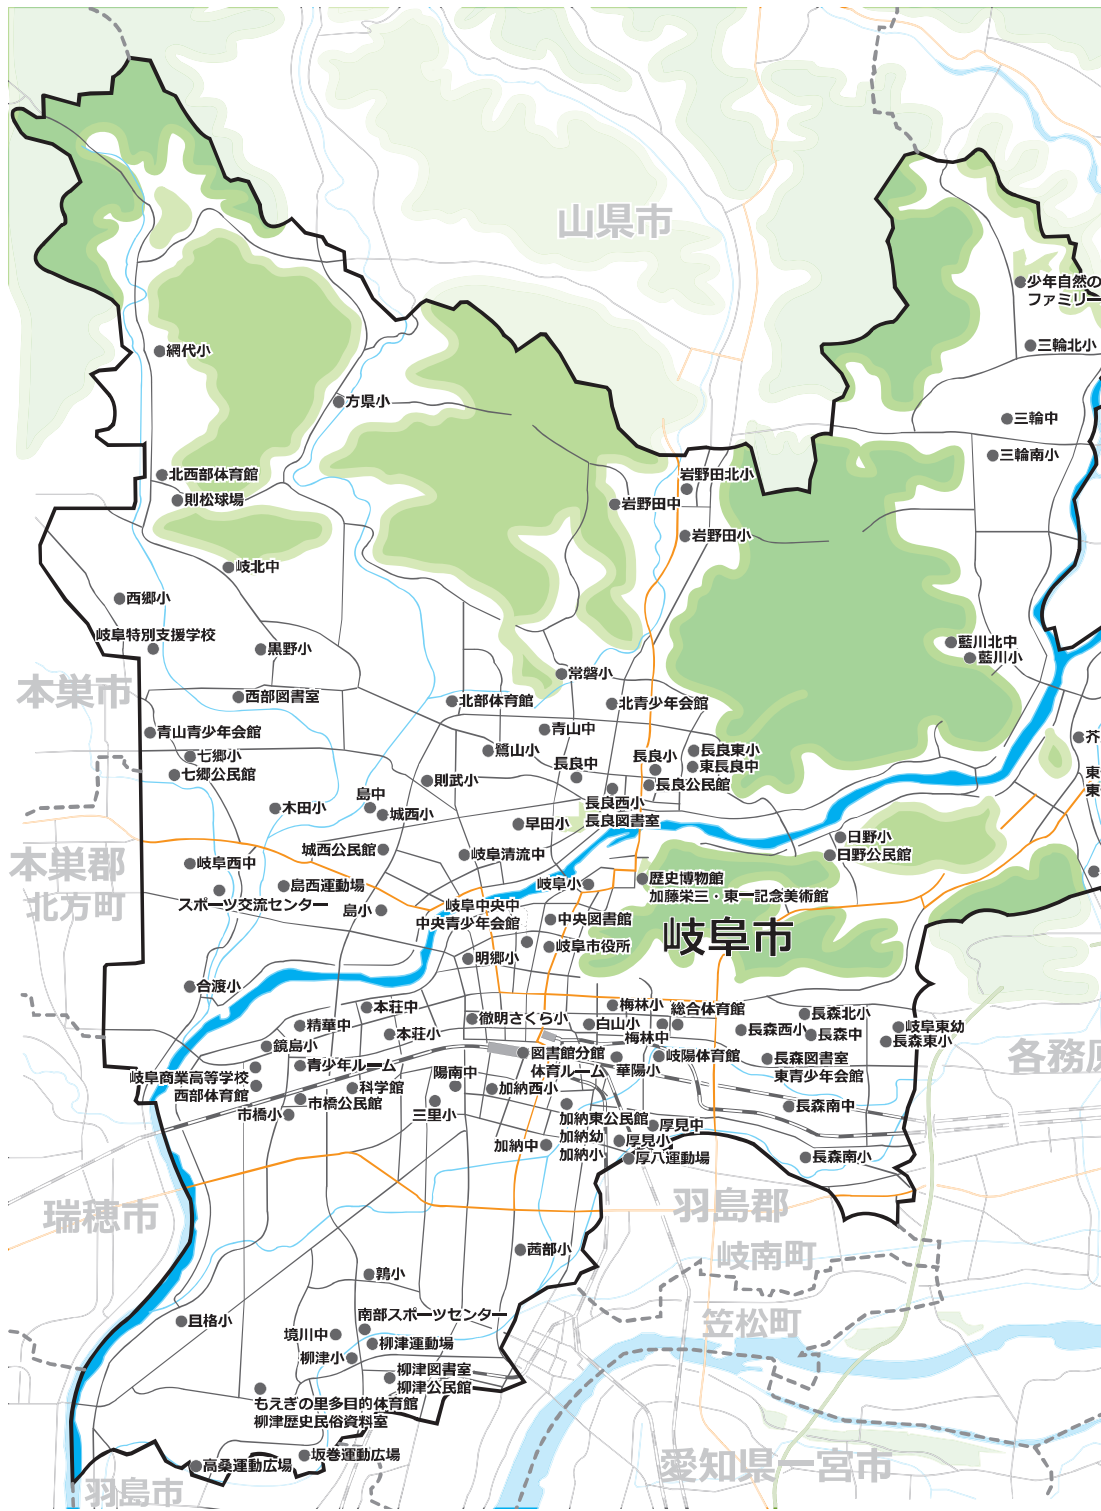 山県市
少年自然の
ファミリー
三輪北小
網代小
方県小
三輪中
三輪南小
北西部体育館
岩野田北小
則松球場
岩野田中
岩野田小
岐北中
西郷小
岐阜特別支援学校
黒野小
藍川北中
藍川小
常磐小
本巣市
西部図書室
北部体育館
北青少年会館
青山青少年会館
青山中
芥
七郷小
鷺山小
長良中
長良小
長良東小
東長良中
七郷公民館
則武小
長良公民館
東
東
島中
木田小
城西小
長良西小
長良図書室
早田小
日野小
城西公民館
岐阜清流中
日野公民館
本巣郡
北方町
岐阜西中
島西運動場
岐阜小
歴史博物館
加藤栄三・東一記念美術館
スポーツ交流センター
島小
岐阜中央中
中央青少年会館
中央図書館
岐阜市役所
岐阜市
明郷小
合渡小
本荘中
梅林小
総合体育館
長森北小
精華中
徹明さくら小
白山小
長森西小
長森中
岐阜東幼
長森東小
本荘小
梅林中
鏡島小
図書館分館
体育ルーム
岐陽体育館
長森図書室
東青少年会館
各務原
青少年ルーム
華陽小
岐阜商業高等学校
西部体育館
陽南中
科学館
加納西小
市橋公民館
市橋小
三里小
長森南中
加納東公民館
加納幼
加納小
厚見中
厚見小
加納中
厚八運動場
長森南小
瑞穂市
羽島郡
岐南町
茜部小
鶉小
笠松町
且格小
南部スポーツセンター
境川中
柳津運動場
柳津小
柳津図書室
柳津公民館
もえぎの里多目的体育館
柳津歴史民俗資料室
坂巻運動広場
高桑運動広場
愛知県一宮市
羽島市